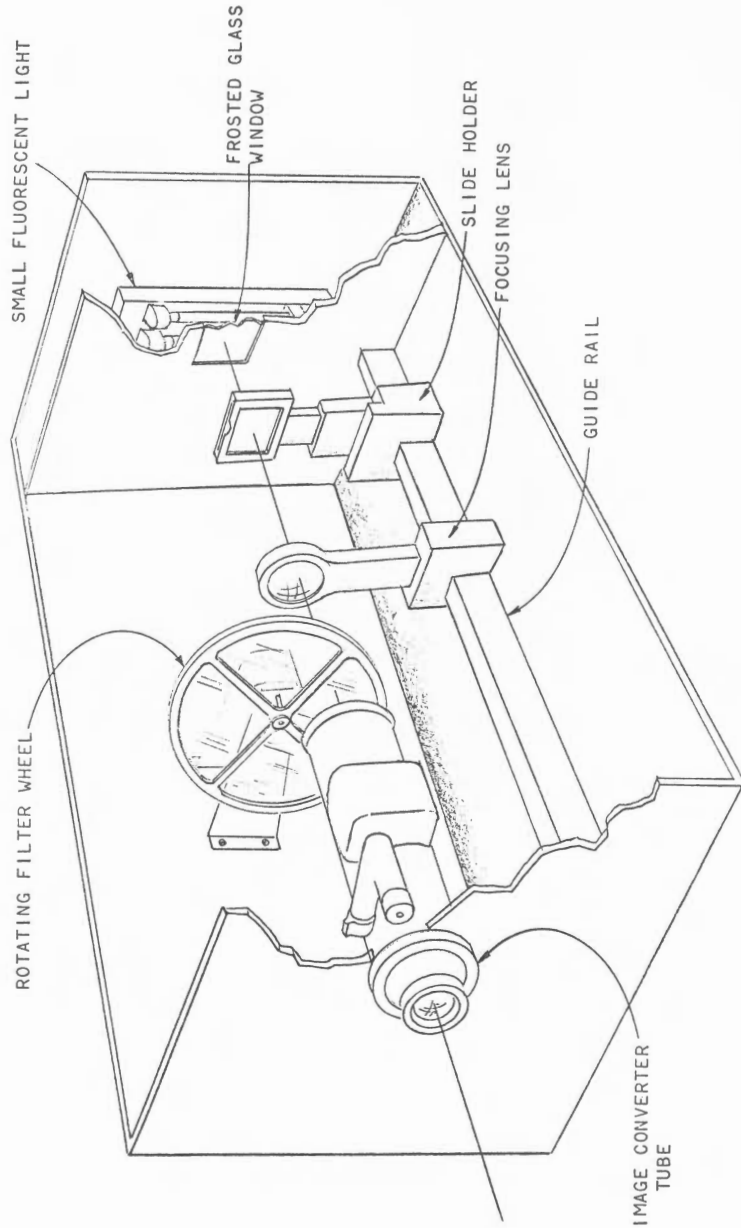 SMALL FLUORESCENT LIGHT
FROSTED GLASS
WINDOW
SLIDE HOLDER
FOCUSING LENS
GUIDE RAIL
ROTATING FILTER WHEEL
IMAGE CONVERTER
TUBE